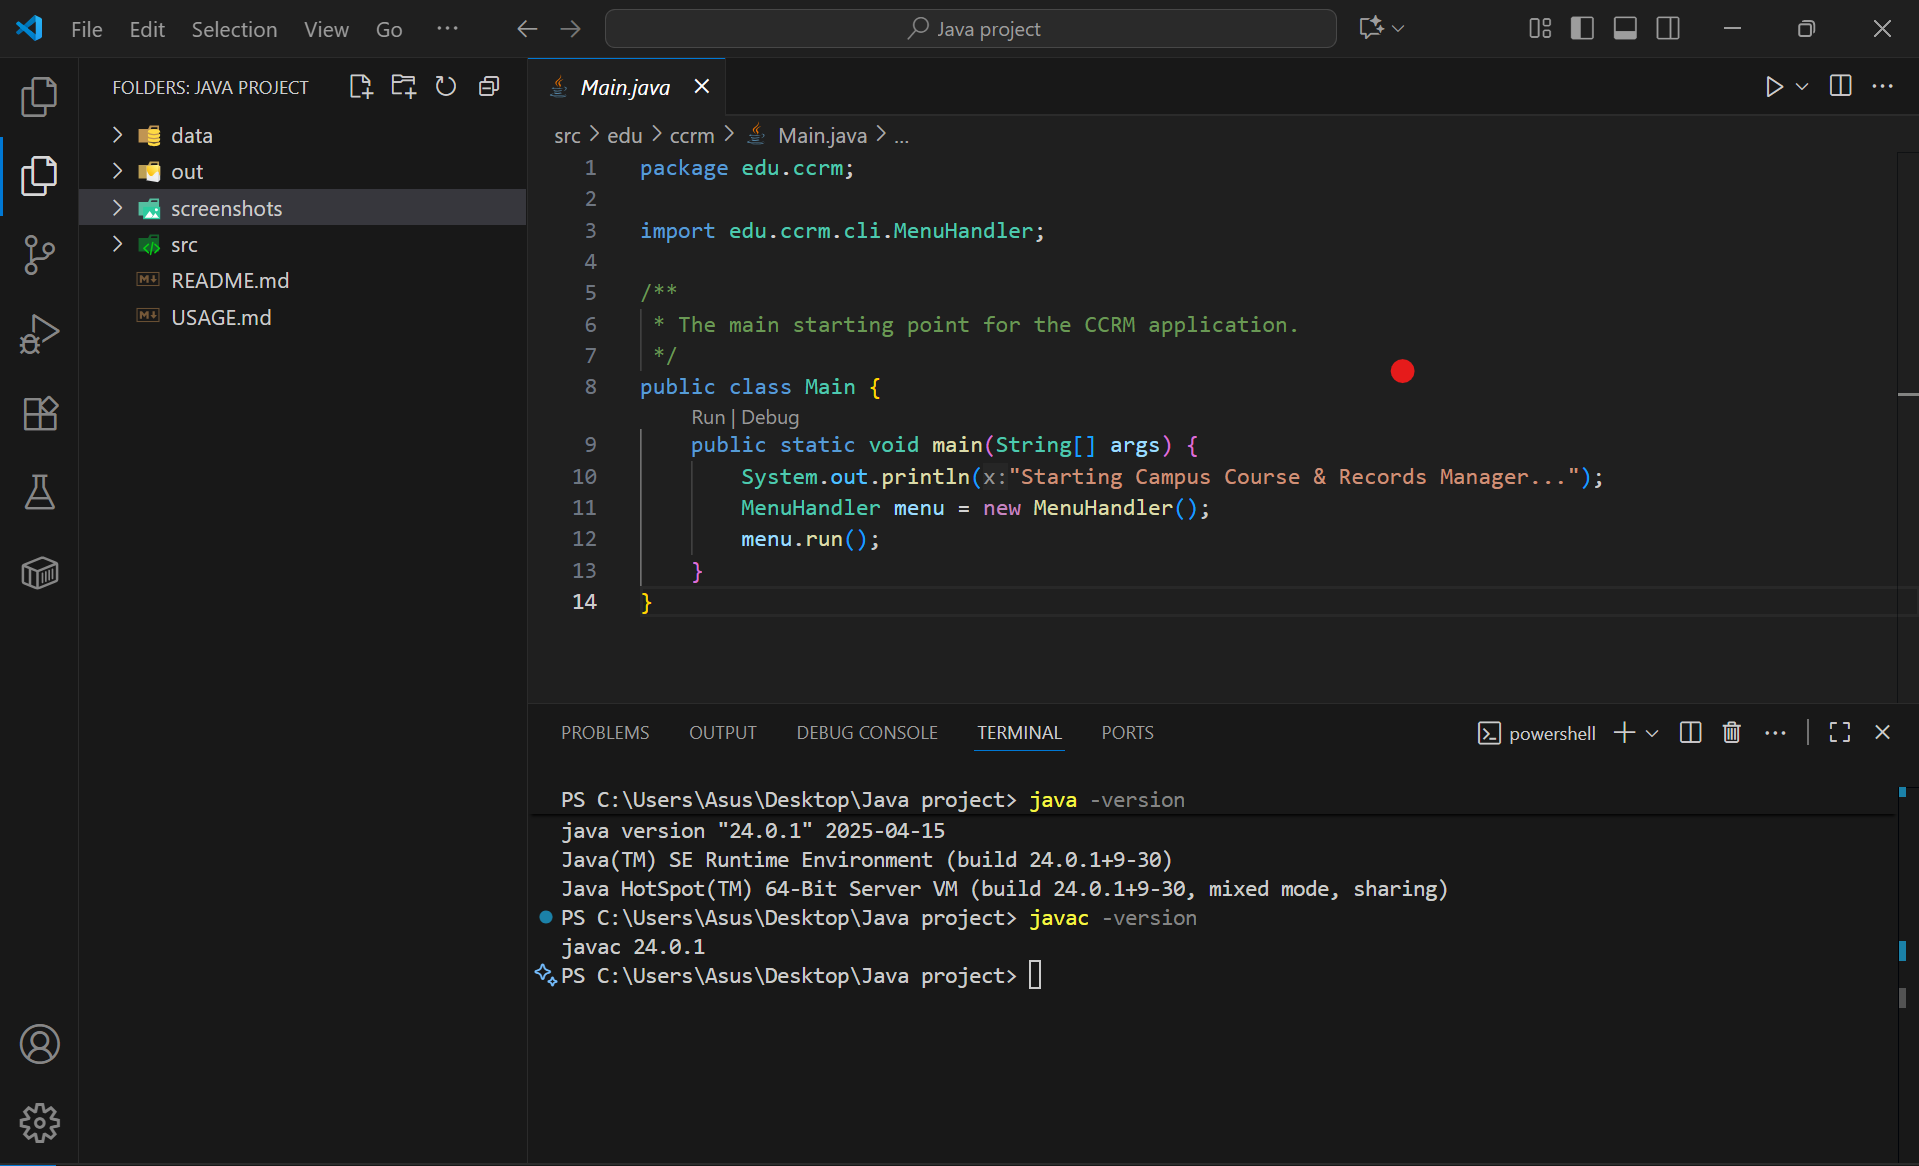 File Edit Selection View Go ... Java project
FOLDERS: JAVA PROJECT
data
out
screenshots
src
README.md
USAGE.md
Main.java
src > edu > ccrm > Main.java > ...
1 package edu.ccrm;
2
3 import edu.ccrm.cli.MenuHandler;
4
5 /**
6 * The main starting point for the CCRM application.
7 */
8 public class Main {
Run | Debug
9 public static void main(String[] args) {
10 System.out.println(x:"Starting Campus Course & Records Manager...");
11 MenuHandler menu = new MenuHandler();
12 menu.run();
13 }
14 }
PROBLEMS OUTPUT DEBUG CONSOLE TERMINAL PORTS powershell
PS C:\Users\Asus\Desktop\Java project> java -version
java version "24.0.1" 2025-04-15
Java(TM) SE Runtime Environment (build 24.0.1+9-30)
Java HotSpot(TM) 64-Bit Server VM (build 24.0.1+9-30, mixed mode, sharing)
PS C:\Users\Asus\Desktop\Java project> javac -version
javac 24.0.1
PS C:\Users\Asus\Desktop\Java project>